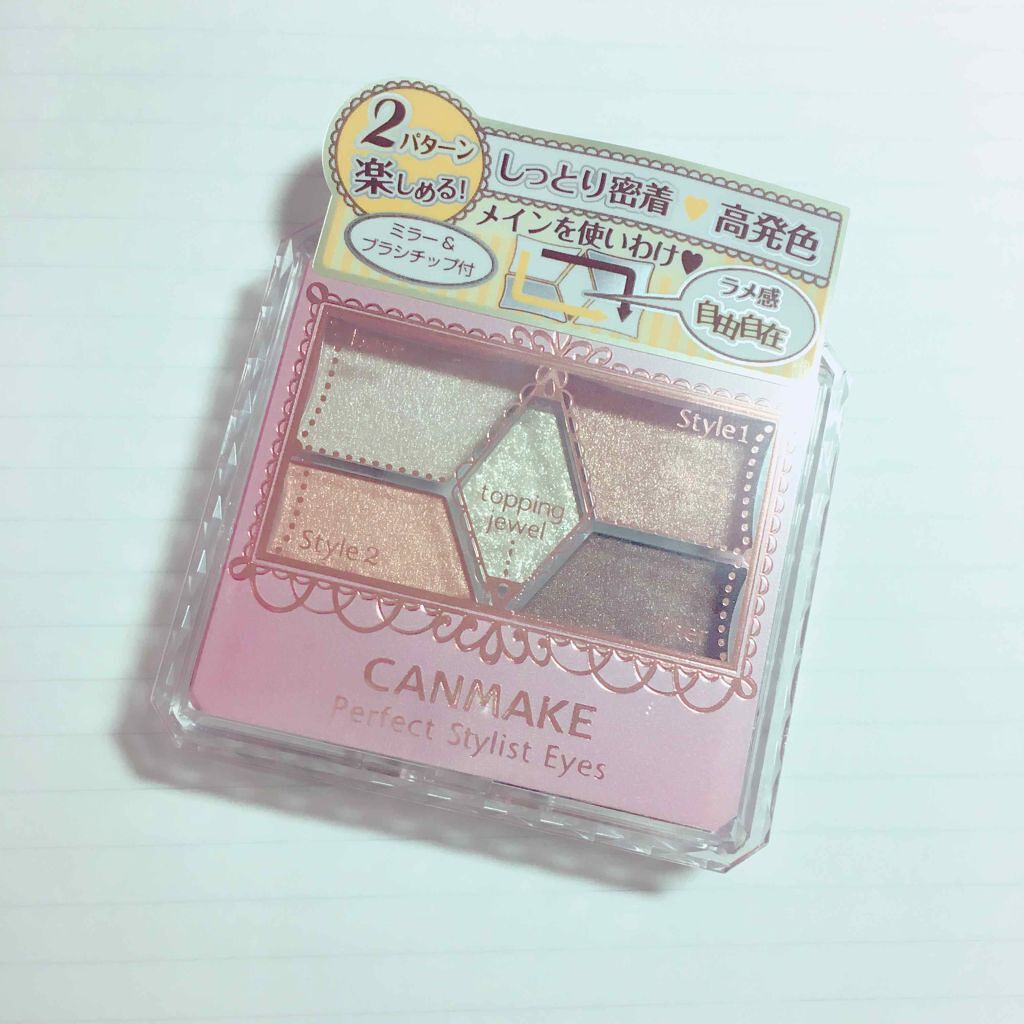 2パターン
楽しめる!
しっとり密着♥高発色
メインを使いわけ♥
ミラー&
ブラシチップ付
ラメ感
自由自在
Style1
topping
jewel
Style 2
CANMAKE
Perfect Stylist Eyes